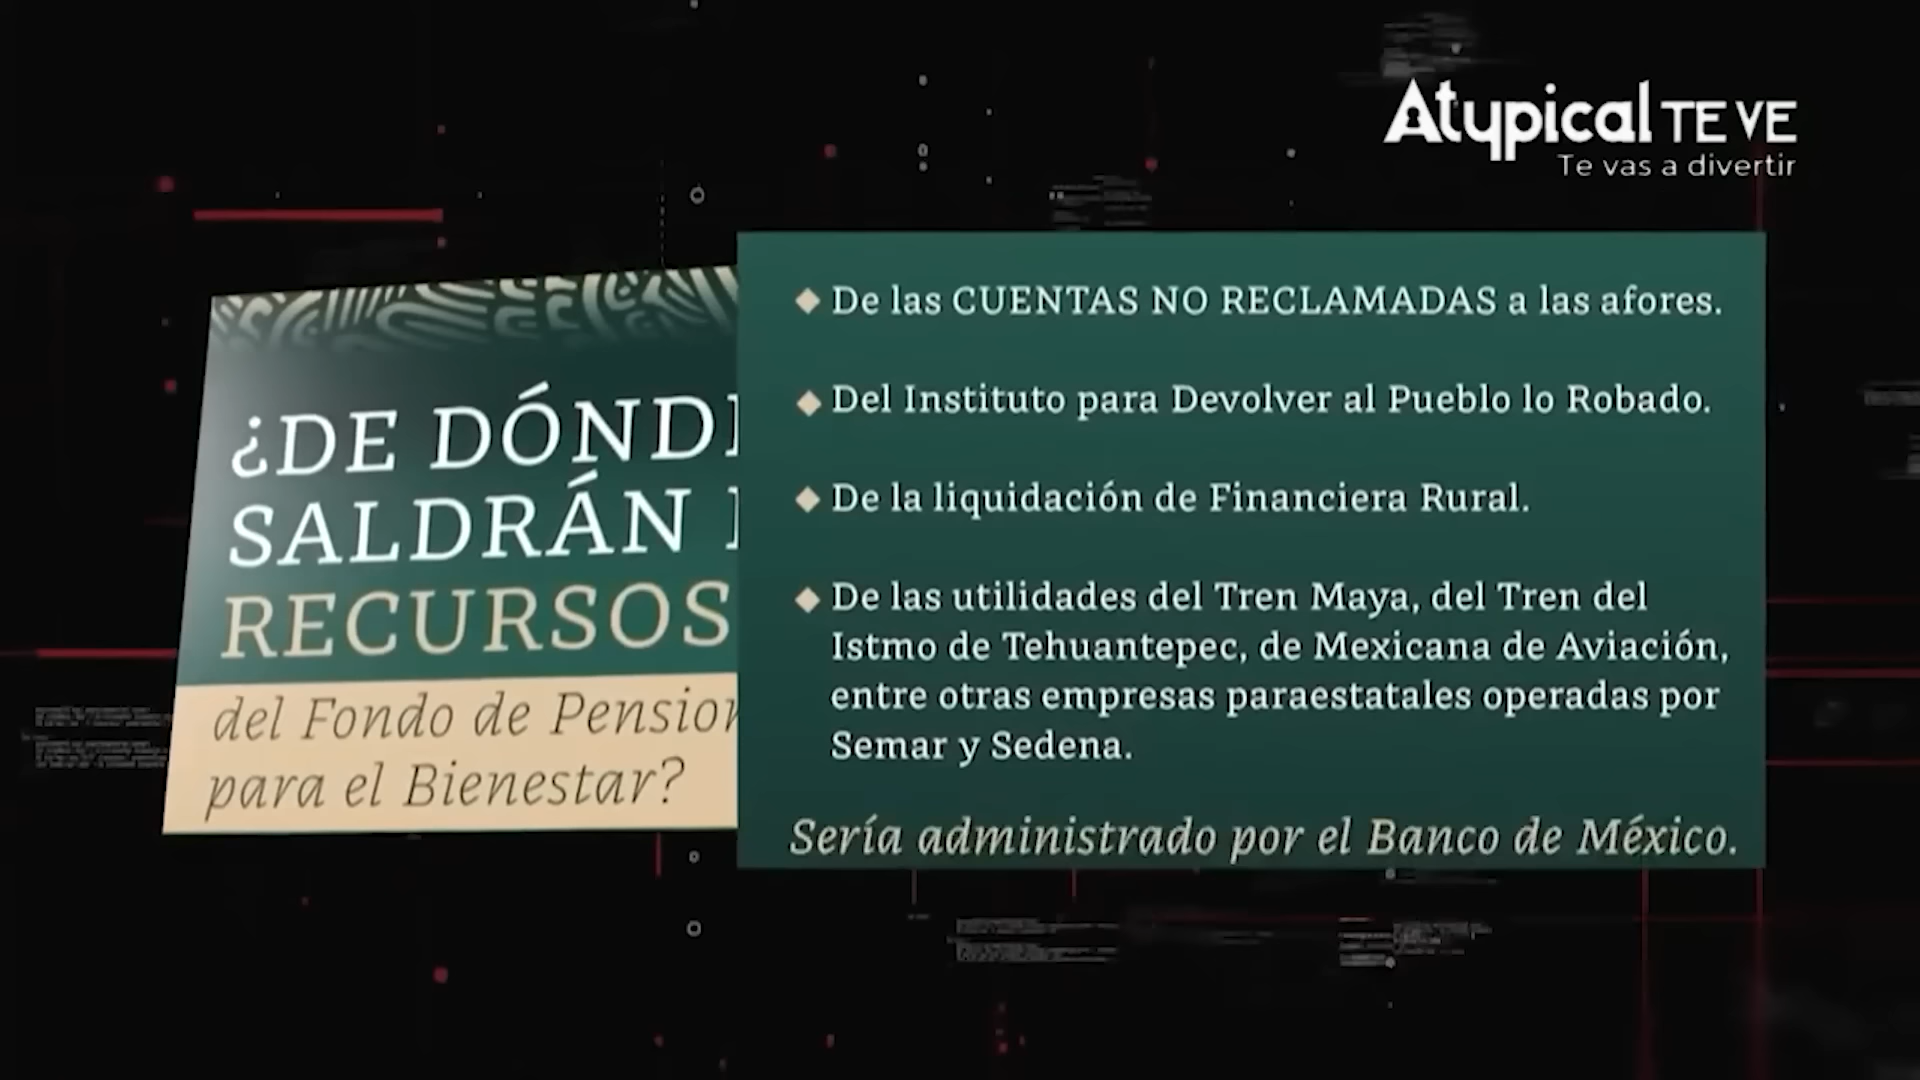 Atypical TE VE
Te vas a divertir
¿DE DÓND
SALDRÁN
RECURSOS
del Fondo de Pension
para el Bienestar?
De las CUENTAS NO RECLAMADAS a las afores.
Del Instituto para Devolver al Pueblo lo Robado.
De la liquidación de Financiera Rural.
De las utilidades del Tren Maya, del Tren del
Istmo de Tehuantepec, de Mexicana de Aviación,
entre otras empresas paraestatales operadas por
Semar y Sedena.
Sería administrado por el Banco de México.